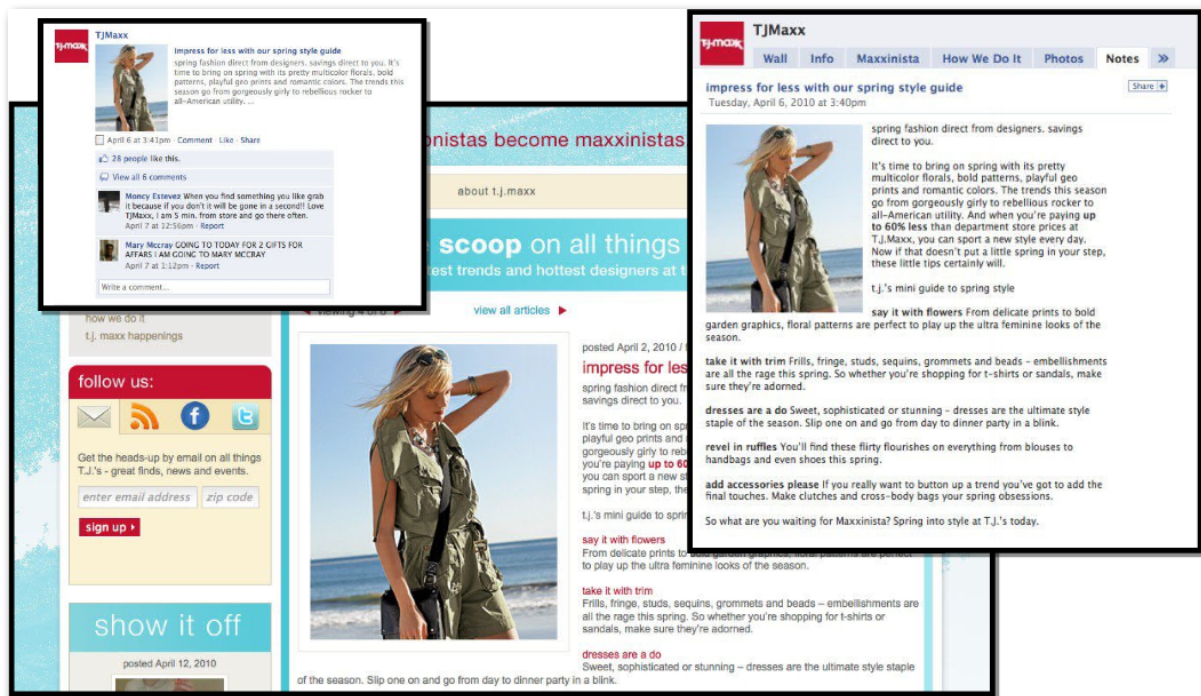 TJ-maxx
TJMaxx
Impress for less with our spring style guide
spring fashion direct from designers. savings direct to you. It's
time to bring on spring with its pretty multicolor florals, bold
patterns, playful geo prints and romantic colors. The trends this
season go from gorgeously girly to rebellious rocker to
all-American utility. ...
April 6 at 3:41pm · Comment · Like · Share
28 people like this.
View all 6 comments
Moncy Estevez When you find something you like grab
it because if you don't it will be gone in a second!! Love
TJMaxx, I am 5 min. from store and go there often.
April 7 at 12:56pm · Report
Mary Mccray GOING TO TODAY FOR 2 GIFTS FOR
AFFARS I AM GOING TO MARY MCCRAY
April 7 at 1:12pm · Report
Write a comment...
TJ-maxx
TJMaxx
Wall Info Maxxinista How We Do It Photos Notes »
impress for less with our spring style guide
Share +
Tuesday, April 6, 2010 at 3:40pm
spring fashion direct from designers. savings
direct to you.
It's time to bring on spring with its pretty
multicolor florals, bold patterns, playful geo
prints and romantic colors. The trends this season
go from gorgeously girly to rebellious rocker to
all-American utility. And when you're paying up
to 60% less than department store prices at
T.J.Maxx, you can sport a new style every day.
Now if that doesn't put a little spring in your step,
these little tips certainly will.
t.j.'s mini guide to spring style
say it with flowers From delicate prints to bold
garden graphics, floral patterns are perfect to play up the ultra feminine looks of the
season.
take it with trim Frills, fringe, studs, sequins, grommets and beads – embellishments
are all the rage this spring. So whether you're shopping for t-shirts or sandals, make
sure they're adorned.
dresses are a do Sweet, sophisticated or stunning – dresses are the ultimate style
staple of the season. Slip one on and go from day to dinner party in a blink.
revel in ruffles You'll find these flirty flourishes on everything from blouses to
handbags and even shoes this spring.
add accessories please If you really want to button up a trend you've got to add the
final touches. Make clutches and cross-body bags your spring obsessions.
So what are you waiting for Maxxinista? Spring into style at T.J.'s today.
onistas become maxxinistas
about t.j.maxx
scoop on all things
test trends and hottest designers at t
how we do it
t.j. maxx happenings
view all articles
follow us:
Get the heads-up by email on all things
T.J.'s - great finds, news and events.
enter email address zip code
sign up
show it off
posted April 12, 2010
posted April 2, 2010 /
impress for les
spring fashion direct fr
savings direct to you.
It's time to bring on sp
playful geo prints and
gorgeously girly to reb
you're paying up to 60
you can sport a new s
spring in your step, the
t.j.'s mini guide to sprin
say it with flowers
From delicate prints to bold garden graphics, floral patterns are perfect
to play up the ultra feminine looks of the season.
take it with trim
Frills, fringe, studs, sequins, grommets and beads – embellishments are
all the rage this spring. So whether you're shopping for t-shirts or
sandals, make sure they're adorned.
dresses are a do
Sweet, sophisticated or stunning – dresses are the ultimate style staple
of the season. Slip one on and go from day to dinner party in a blink.